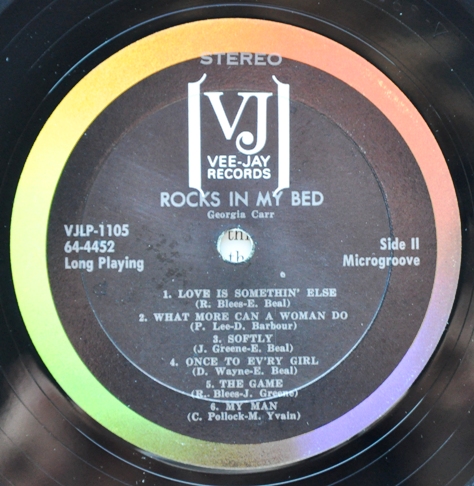 STEREO
VJ
VEE-JAY
RECORDS
ROCKS IN MY BED
Georgia Carr
VJLP-1105
64-4452
Long Playing
Side II
Microgroove
1. LOVE IS SOMETHIN' ELSE
(R. Blees-E. Beal)
2. WHAT MORE CAN A WOMAN DO
(P. Lee-D. Barbour)
3. SOFTLY
(J. Greene-E. Beal)
4. ONCE TO EV'RY GIRL
(D. Wayne-E. Beal)
5. THE GAME
(R. Blees-J. Greene)
6. MY MAN
(C. Pollock-M. Yvain)